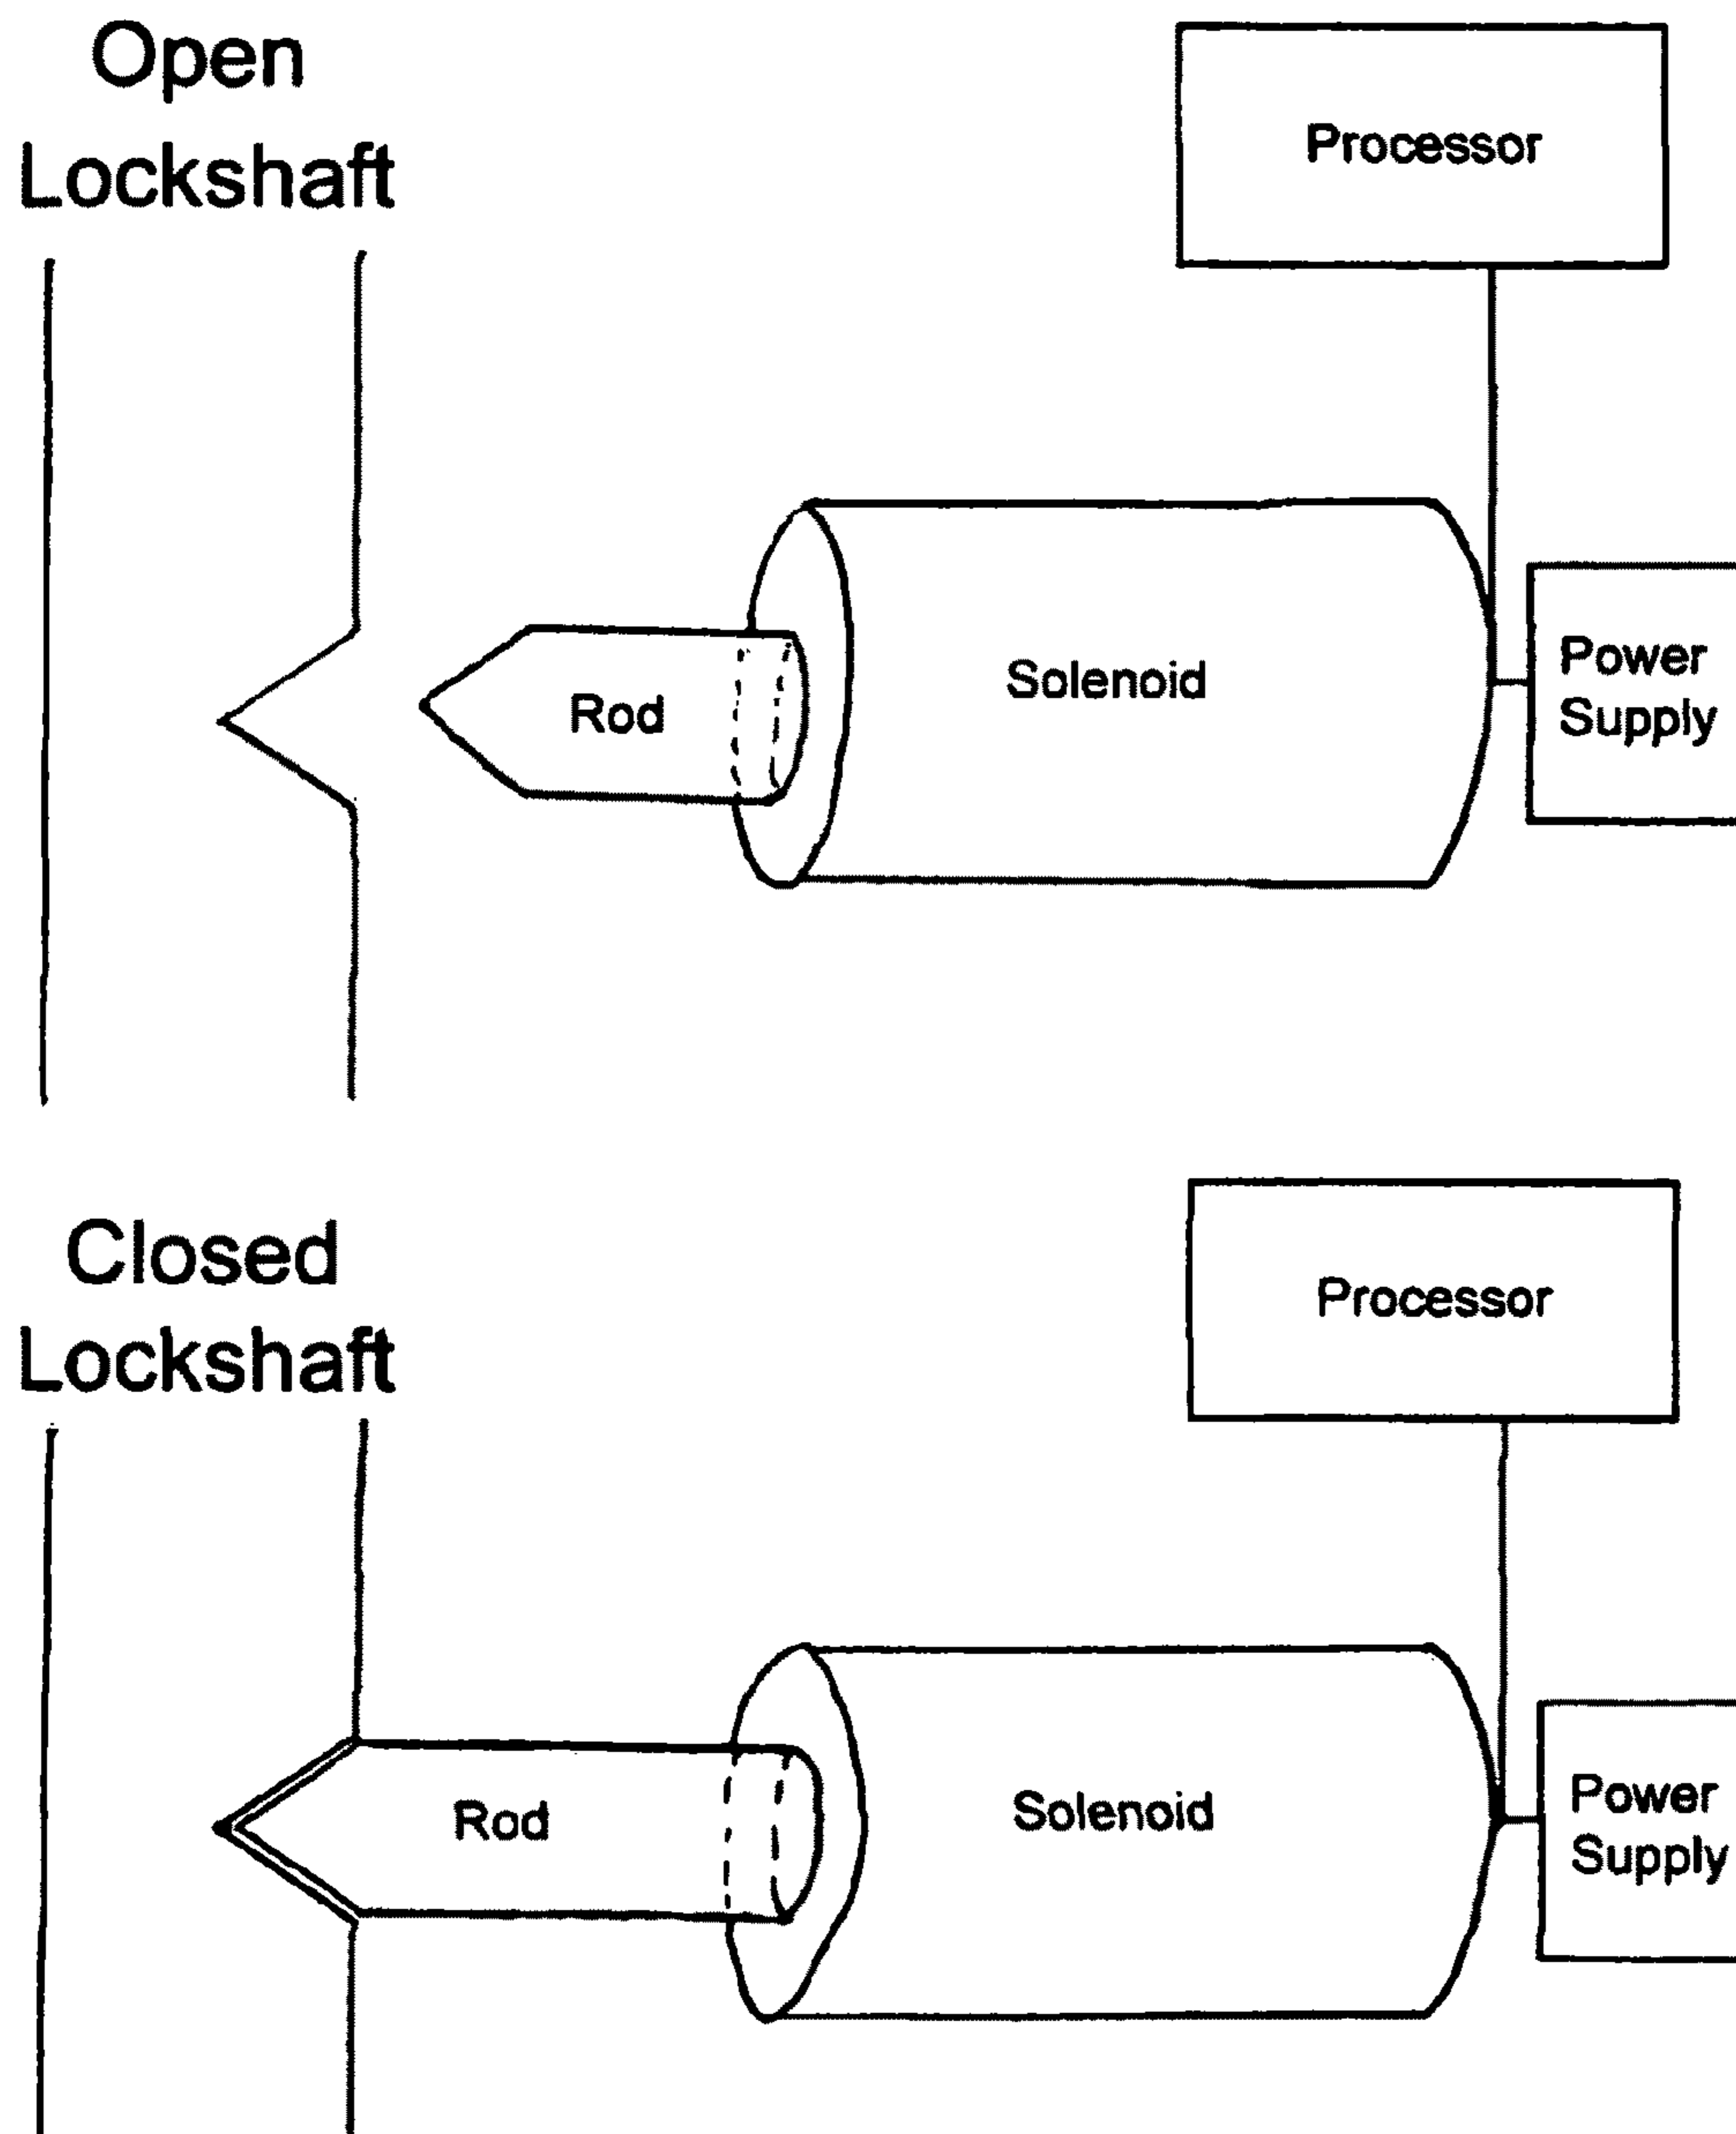 Open
Lockshaft
Processor
Rod
Solenoid
Power
Supply
Closed
Lockshaft
Processor
Rod
Solenoid
Power
Supply